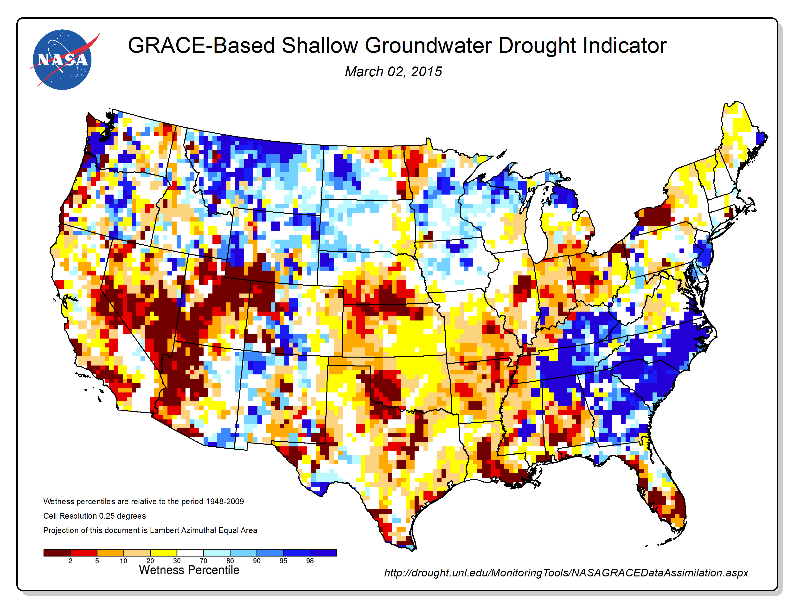 GRACE-Based Shallow Groundwater Drought Indicator
March 02, 2015
NASA
Wetness percentiles are relative to the period 1948-2009
Cell Resolution 0.25 degrees
Projection of this document is Lambert Azimuthal Equal Area
2 5 10 20 30 70 80 90 95 98
Wetness Percentile
http://drought.unl.edu/MonitoringTools/NASAGRACEDataAssimilation.aspx